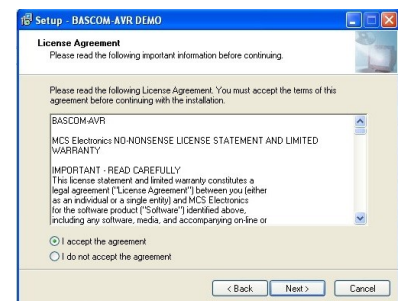 Setup - BASCOM-AVR DEMO
License Agreement
Please read the following important information before continuing.
Please read the following License Agreement. You must accept the terms of this
agreement before continuing with the installation.
BASCOM-AVR
MCS Electronics NO-NONSENSE LICENSE STATEMENT AND LIMITED
WARRANTY
IMPORTANT - READ CAREFULLY
This license statement and limited warranty constitutes a
legal agreement ("License Agreement") between you (either
as an individual or a single entity) and MCS Electronics
for the software product ("Software") identified above,
including any software, media, and accompanying on-line or
I accept the agreement
I do not accept the agreement
< Back Next > Cancel